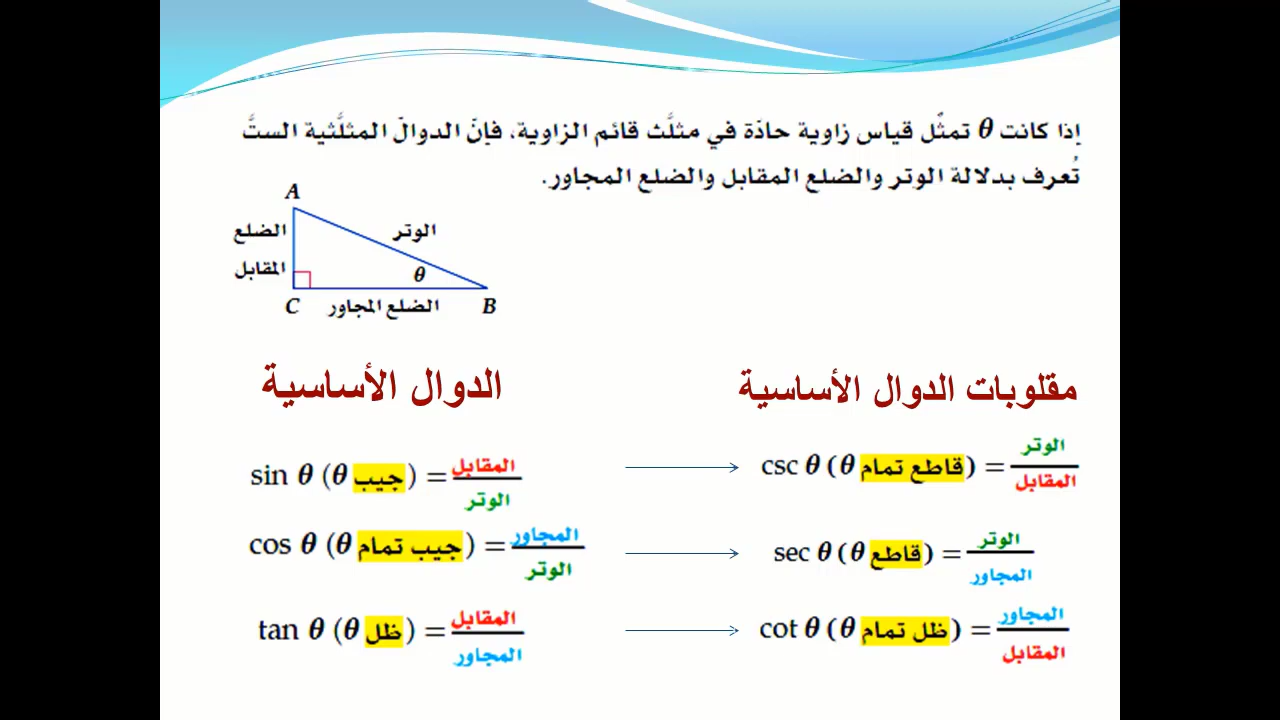 إذا كانت θ تمثّل قياس زاوية حادّة في مثلَّث قائم الزاوية، فإنّ الدوالّ المثلَّثية الستَّ
تُعرف بدلالة الوتر والضلع المقابل والضلع المجاور.
A
الضلع
الوتر
المقابل
θ
C
الضلع المجاور
B
مقلوبات الدوال الأساسية
الدوال الأساسية
sin θ (θ جيب) = المقابل / الوتر
csc θ (θ قاطع تمام) = الوتر / المقابل
cos θ (θ جيب تمام) = المجاور / الوتر
sec θ (θ قاطع) = الوتر / المجاور
tan θ (θ ظل) = المقابل / المجاور
cot θ (θ ظل تمام) = المجاور / المقابل